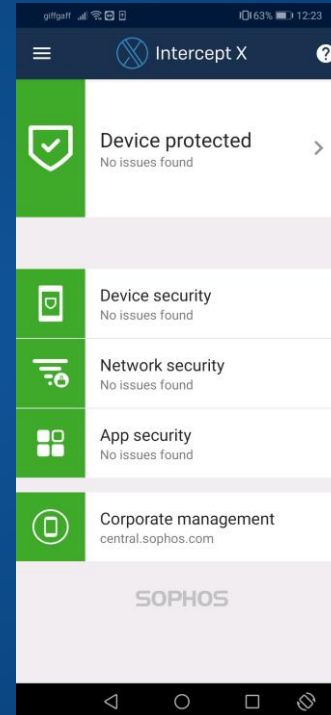 giffgaff 63% 12:23
Intercept X
Device protected
No issues found
Device security
No issues found
Network security
No issues found
App security
No issues found
Corporate management
central.sophos.com
SOPHOS